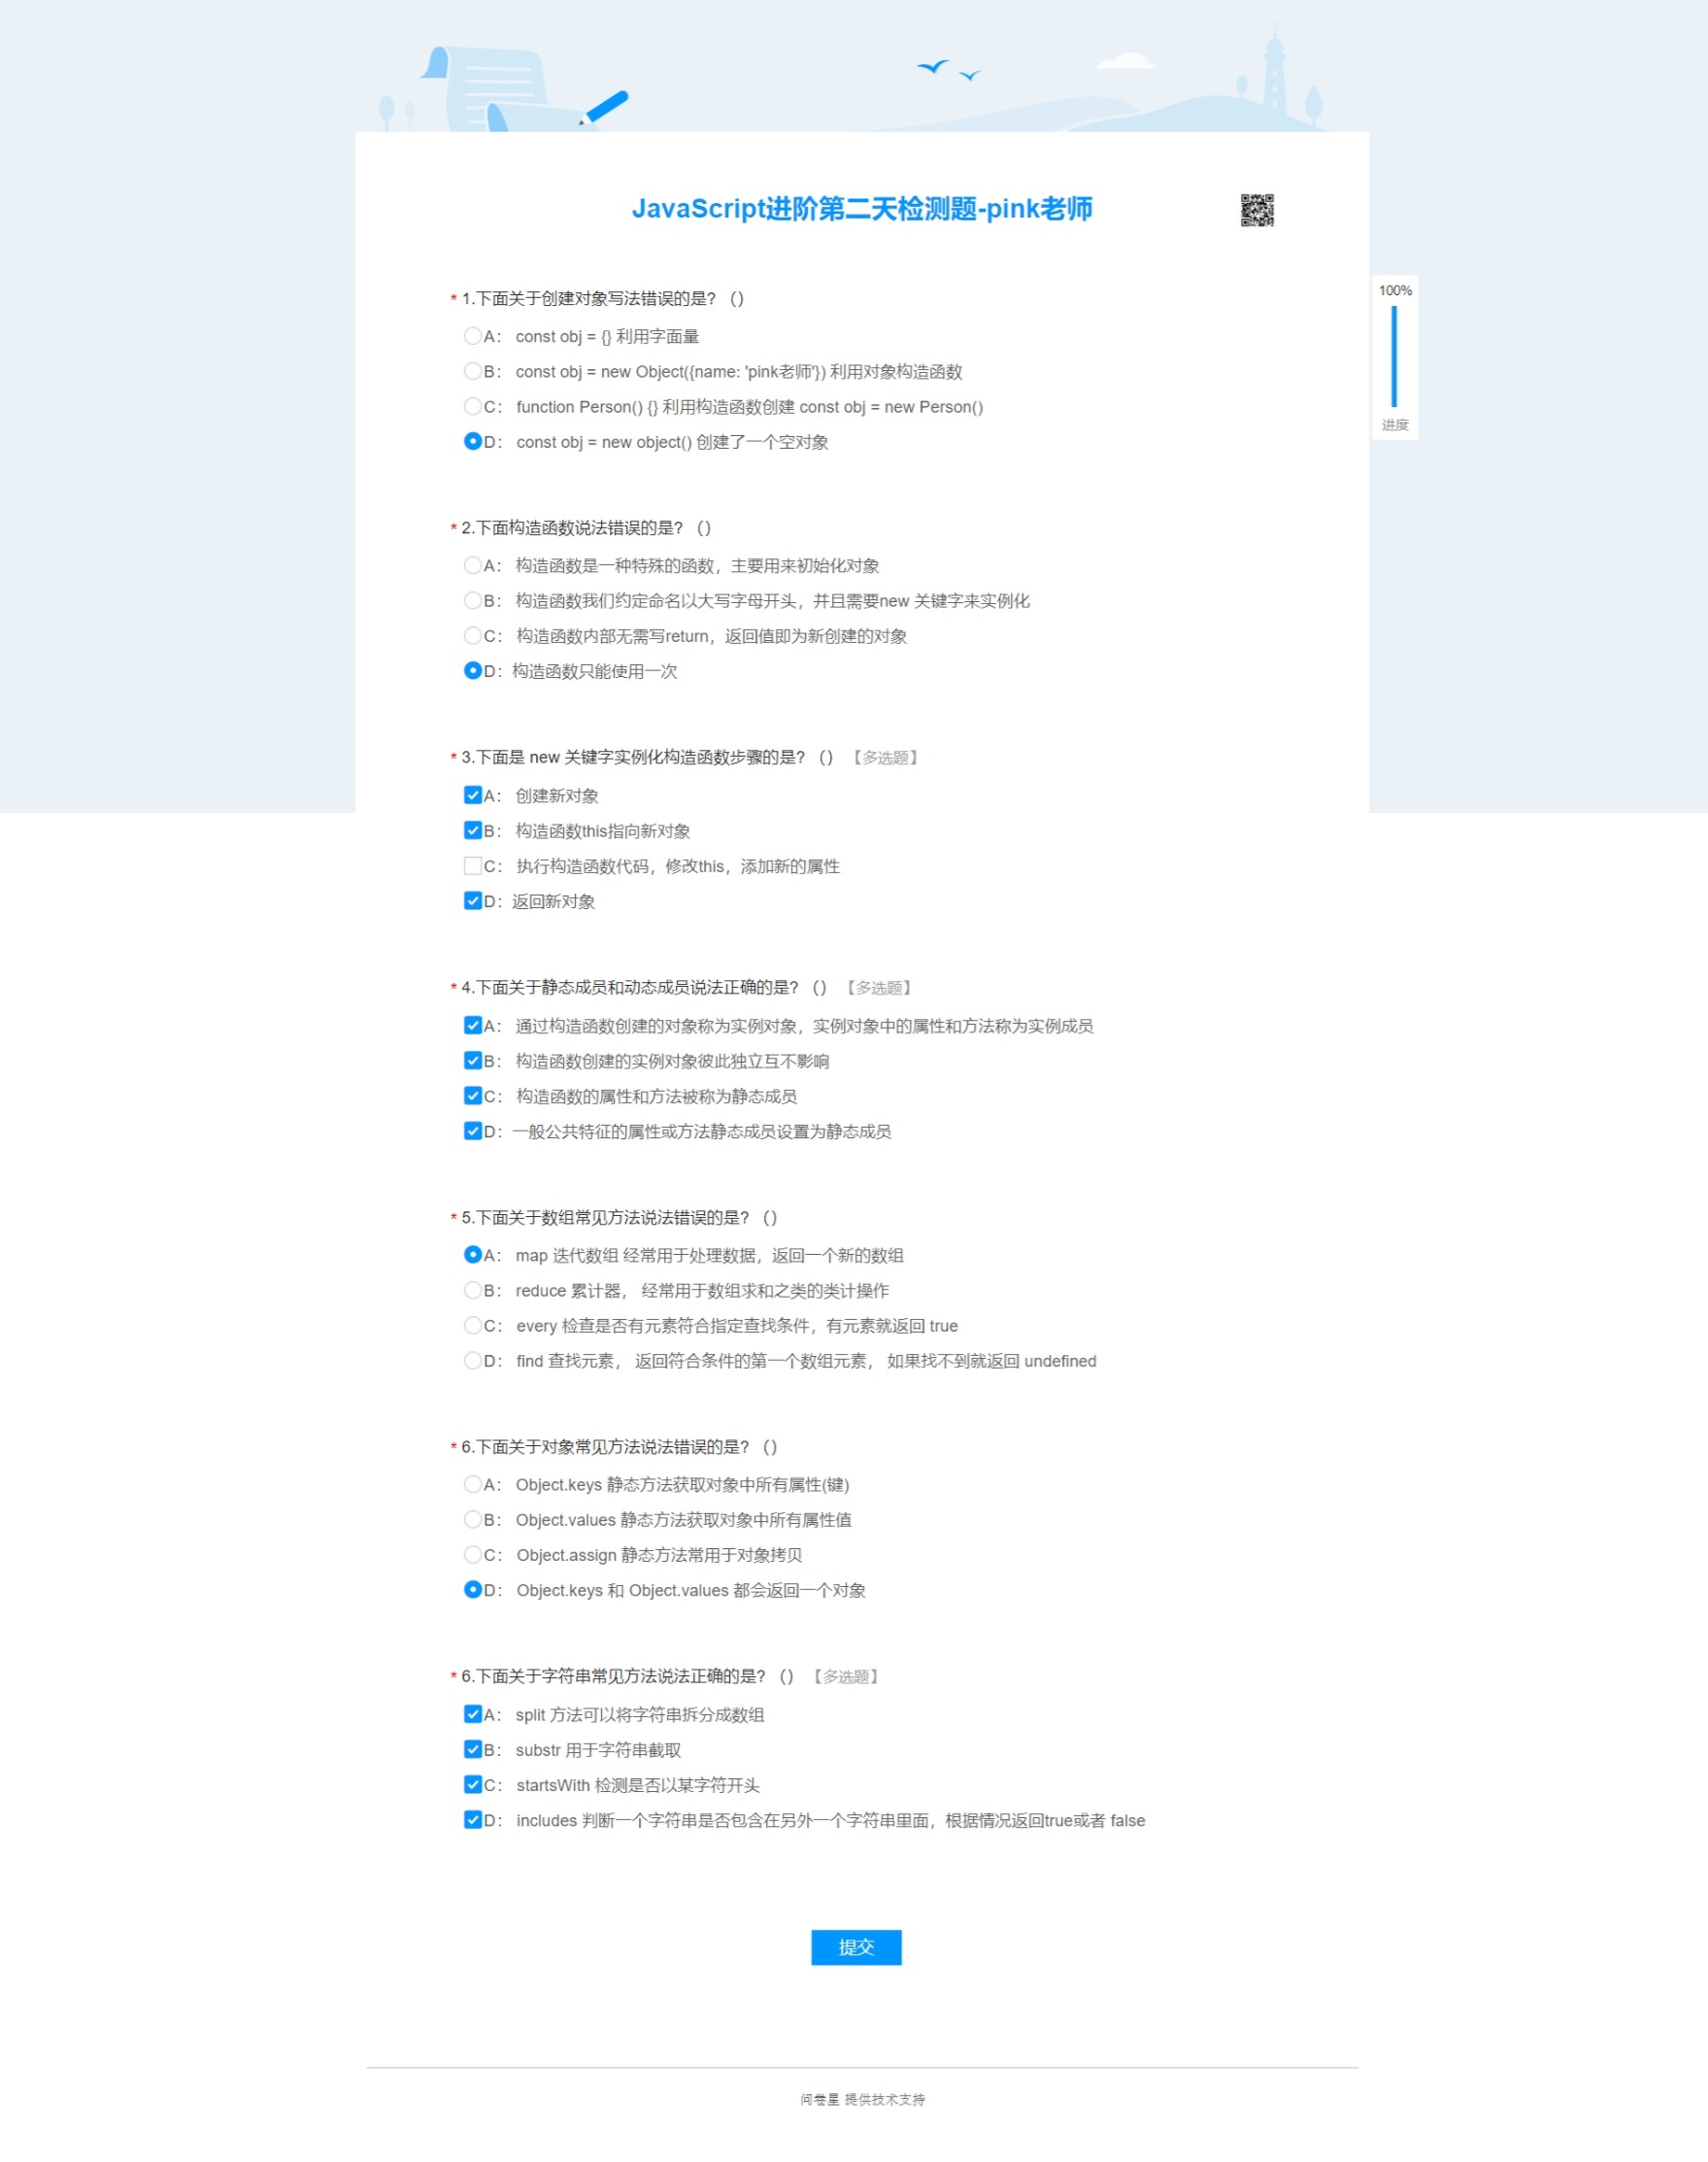 JavaScript进阶第二天检测题-pink老师
100%
进度
* 1.下面关于创建对象写法错误的是? （）
A： const obj = {} 利用字面量
B： const obj = new Object({name: 'pink老师'}) 利用对象构造函数
C： function Person() {} 利用构造函数创建 const obj = new Person()
D： const obj = new object() 创建了一个空对象
* 2.下面构造函数说法错误的是? （）
A： 构造函数是一种特殊的函数，主要用来初始化对象
B： 构造函数我们约定命名以大写字母开头，并且需要new 关键字来实例化
C： 构造函数内部无需写return，返回值即为新创建的对象
D：构造函数只能使用一次
* 3.下面是 new 关键字实例化构造函数步骤的是? （） 【多选题】
A： 创建新对象
B： 构造函数this指向新对象
C： 执行构造函数代码，修改this，添加新的属性
D：返回新对象
* 4.下面关于静态成员和动态成员说法正确的是? （） 【多选题】
A： 通过构造函数创建的对象称为实例对象，实例对象中的属性和方法称为实例成员
B： 构造函数创建的实例对象彼此独立互不影响
C： 构造函数的属性和方法被称为静态成员
D：一般公共特征的属性或方法静态成员设置为静态成员
* 5.下面关于数组常见方法说法错误的是? （）
A： map 迭代数组 经常用于处理数据，返回一个新的数组
B： reduce 累计器， 经常用于数组求和之类的类计操作
C： every 检查是否有元素符合指定查找条件，有元素就返回 true
D： find 查找元素， 返回符合条件的第一个数组元素， 如果找不到就返回 undefined
* 6.下面关于对象常见方法说法错误的是? （）
A： Object.keys 静态方法获取对象中所有属性(键)
B： Object.values 静态方法获取对象中所有属性值
C： Object.assign 静态方法常用于对象拷贝
D： Object.keys 和 Object.values 都会返回一个对象
* 6.下面关于字符串常见方法说法正确的是? （） 【多选题】
A： split 方法可以将字符串拆分成数组
B： substr 用于字符串截取
C： startsWith 检测是否以某字符开头
D： includes 判断一个字符串是否包含在另外一个字符串里面，根据情况返回true或者 false
提交
问卷星 提供技术支持